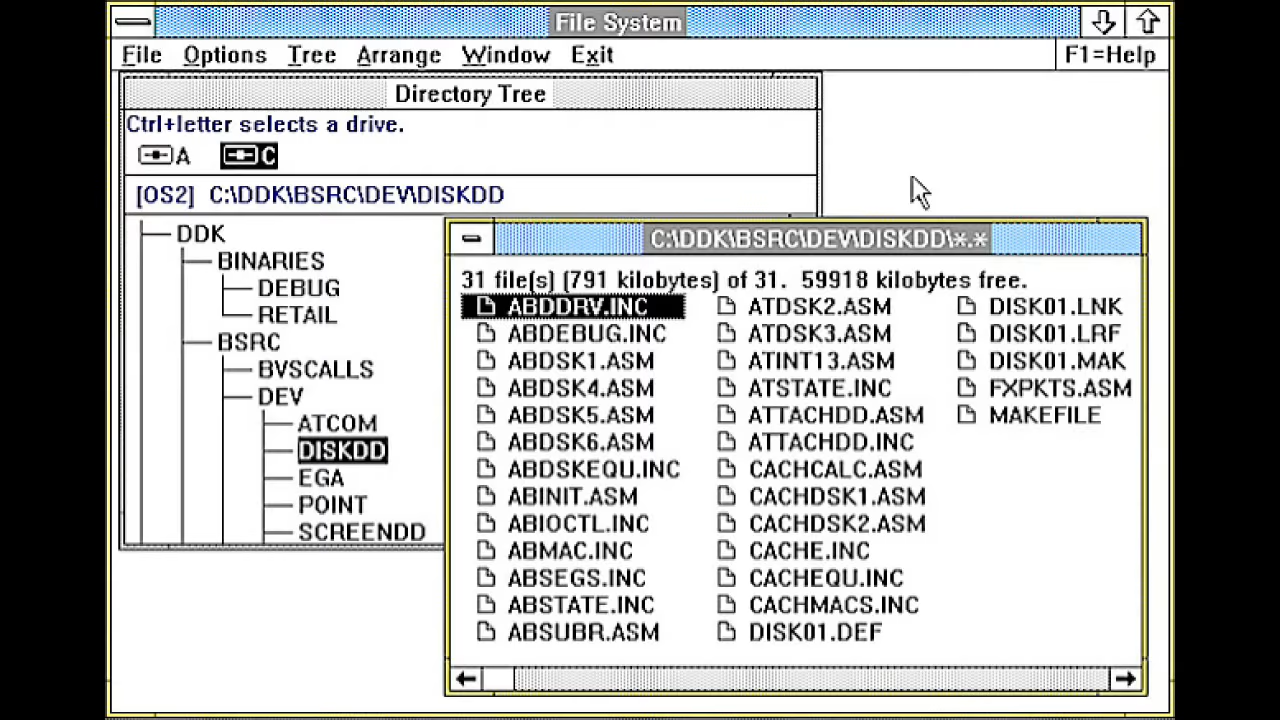 File System
File Options Tree Arrange Window Exit F1=Help
Directory Tree
Ctrl+letter selects a drive.
A C
[OS2] C:\DDK\BSRC\DEV\DISKDD
DDK
BINARIES
DEBUG
RETAIL
BSRC
BVSCALLS
DEV
ATCOM
DISKDD
EGA
POINT
SCREENDD
C:\DDK\BSRC\DEV\DISKDD\*.*
31 file(s) [791 kilobytes] of 31. 59918 kilobytes free.
ABDDRV.INC ATDSK2.ASM DISK01.LNK
ABDEBUG.INC ATDSK3.ASM DISK01.LRF
ABDSK1.ASM ATINT13.ASM DISK01.MAK
ABDSK4.ASM ATSTATE.INC FXPKTS.ASM
ABDSK5.ASM ATTACHDD.ASM MAKEFILE
ABDSK6.ASM ATTACHDD.INC
ABDSKEQU.INC CACHCALC.ASM
ABINIT.ASM CACHDSK1.ASM
ABIOCTL.INC CACHDSK2.ASM
ABMAC.INC CACHE.INC
ABSEGS.INC CACHEQU.INC
ABSTATE.INC CACHMACS.INC
ABSUBR.ASM DISK01.DEF